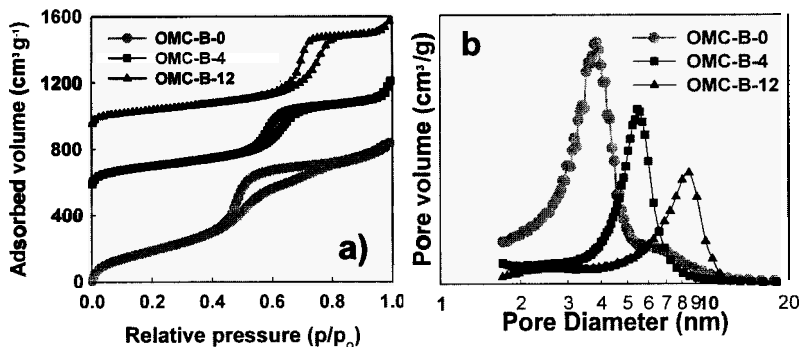 1600
1200
800
400
0
Adsorbed volume (cm³g⁻¹)
OMC-B-0
OMC-B-4
OMC-B-12
a)
0.0 0.2 0.4 0.6 0.8 1.0
Relative pressure (p/p₀)
b
OMC-B-0
OMC-B-4
OMC-B-12
Pore volume (cm³/g)
1 2 3 4 5 6 7 8 9 10 20
Pore Diameter (nm)